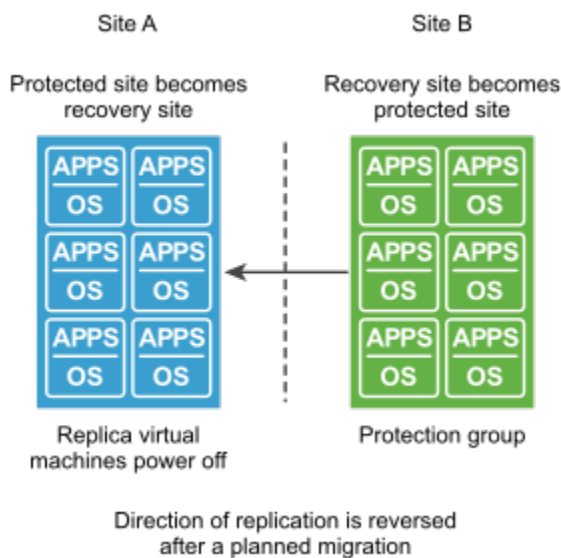 Site A
Site B
Protected site becomes
recovery site
Recovery site becomes
protected site
APPS APPS
OS OS
APPS APPS
OS OS
APPS APPS
OS OS
APPS APPS
OS OS
APPS APPS
OS OS
APPS APPS
OS OS
Replica virtual
machines power off
Protection group
Direction of replication is reversed
after a planned migration